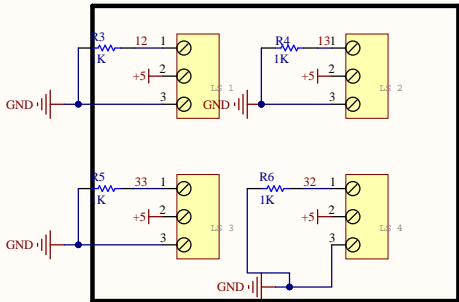 R3 12 1 R4 13 1
1K 1K
+5 2 LS 1 +5 2 LS 2
GND 3 GND 3
R5 33 1 R6 32 1
1K 1K
+5 2 LS 3 +5 2 LS 4
GND 3 3
GND